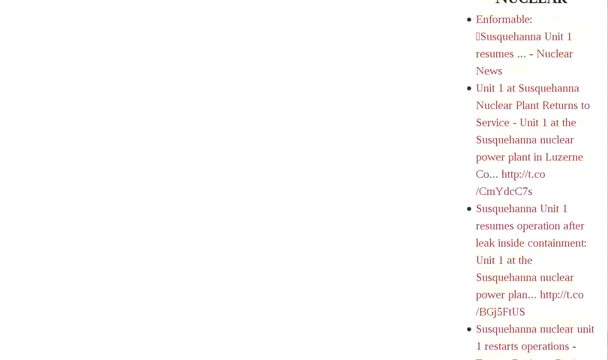 NUCLEAR
Enformable:
Susquehanna Unit 1
resumes ... - Nuclear
News
Unit 1 at Susquehanna
Nuclear Plant Returns to
Service - Unit 1 at the
Susquehanna nuclear
power plant in Luzerne
Co... http://t.co
/CmYdcC7s
Susquehanna Unit 1
resumes operation after
leak inside containment:
Unit 1 at the
Susquehanna nuclear
power plan... http://t.co
/BGj5FtUS
Susquehanna nuclear unit
1 restarts operations -